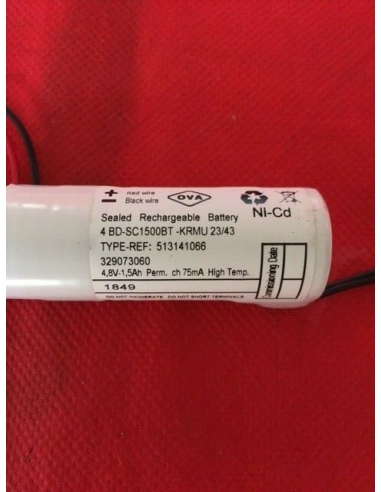 + Red wire
— Black wire
OVA
Ni-Cd
Sealed Rechargeable Battery
4 BD-SC1500BT -KRMU 23/43
TYPE-REF: 513141066
329073060
4,8V-1,5Ah Perm. ch 75mA High Temp.
1849
DO NOT INCINERATE DO NOT SHORT TERMINALS
Commissioning Date